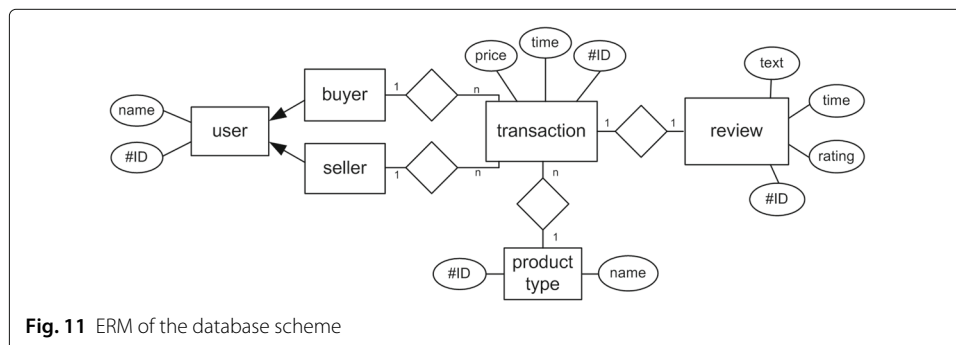 time
price
#ID
text
buyer
1
n
name
time
user
transaction
1
1
review
#ID
seller
1
n
n
rating
#ID
1
#ID
product
type
name
Fig. 11 ERM of the database scheme